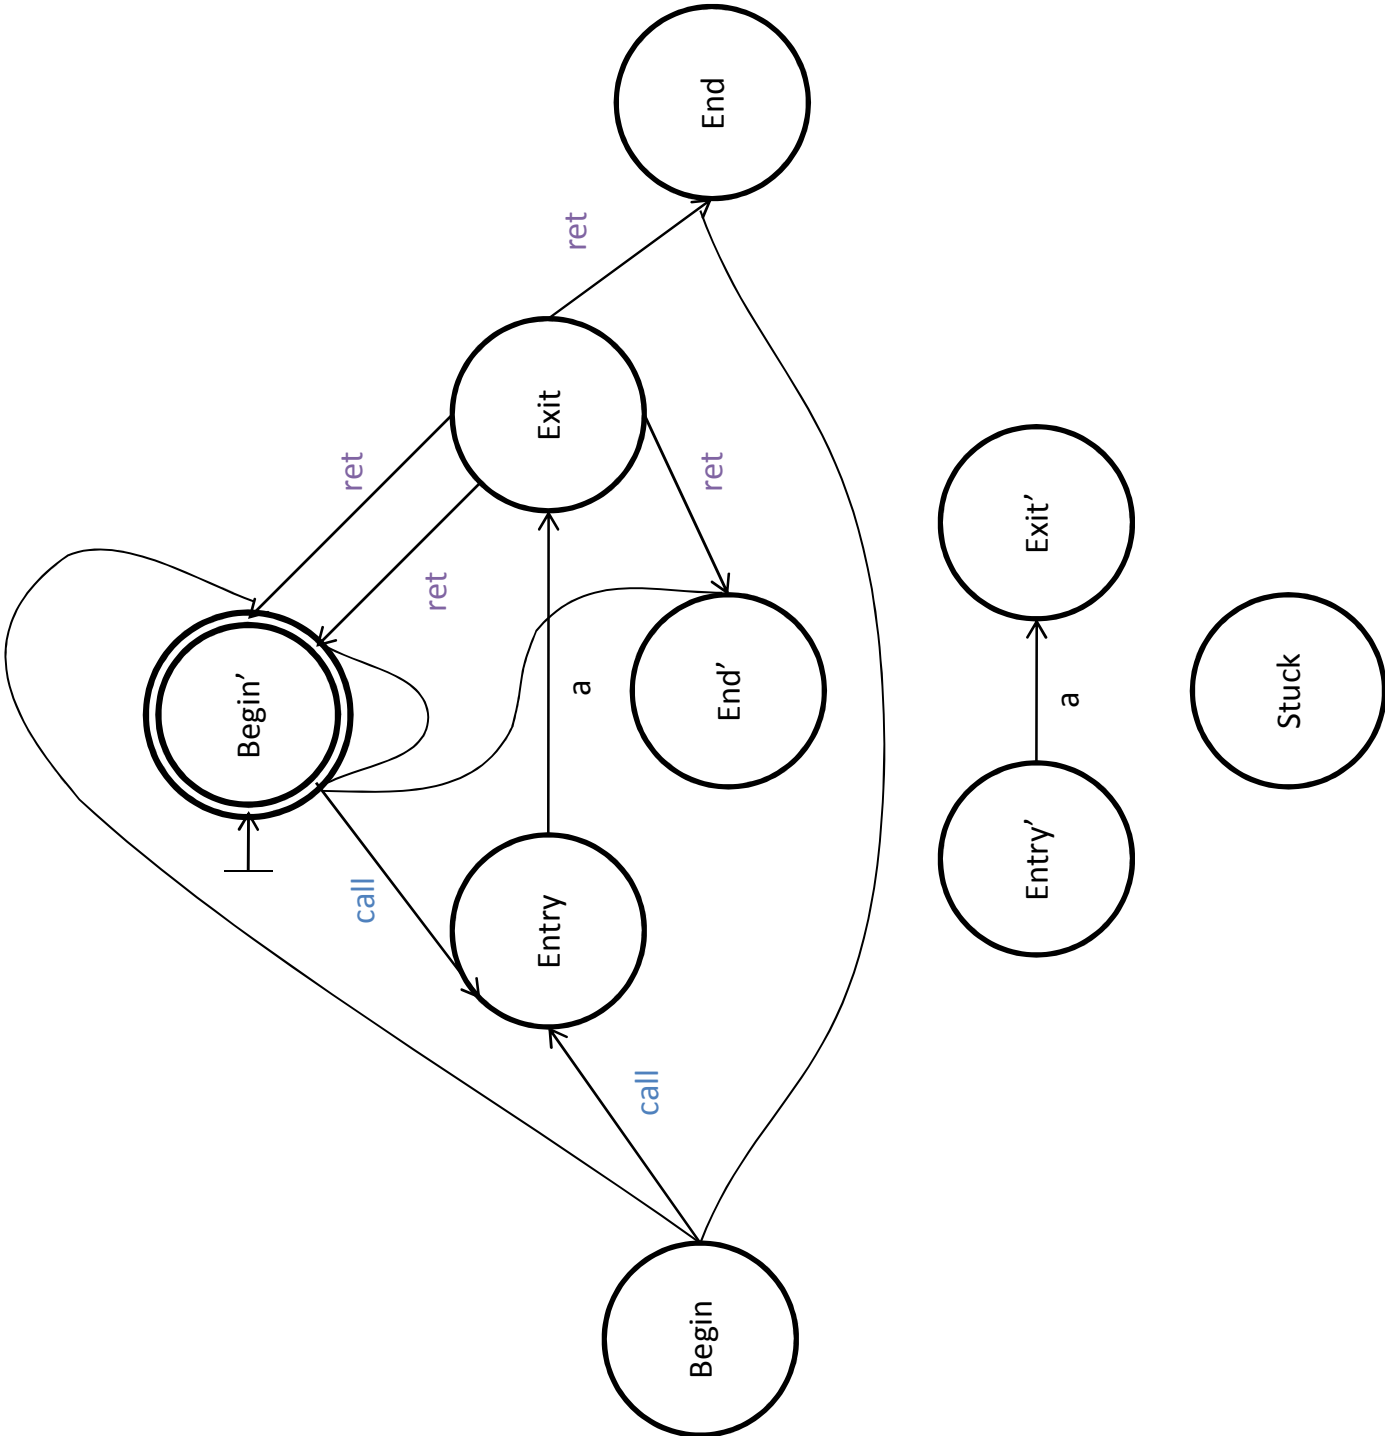 End
ret
Exit
ret
ret
ret
Begin'
End'
Exit'
a
a
Stuck
Entry'
call
Entry
call
Begin